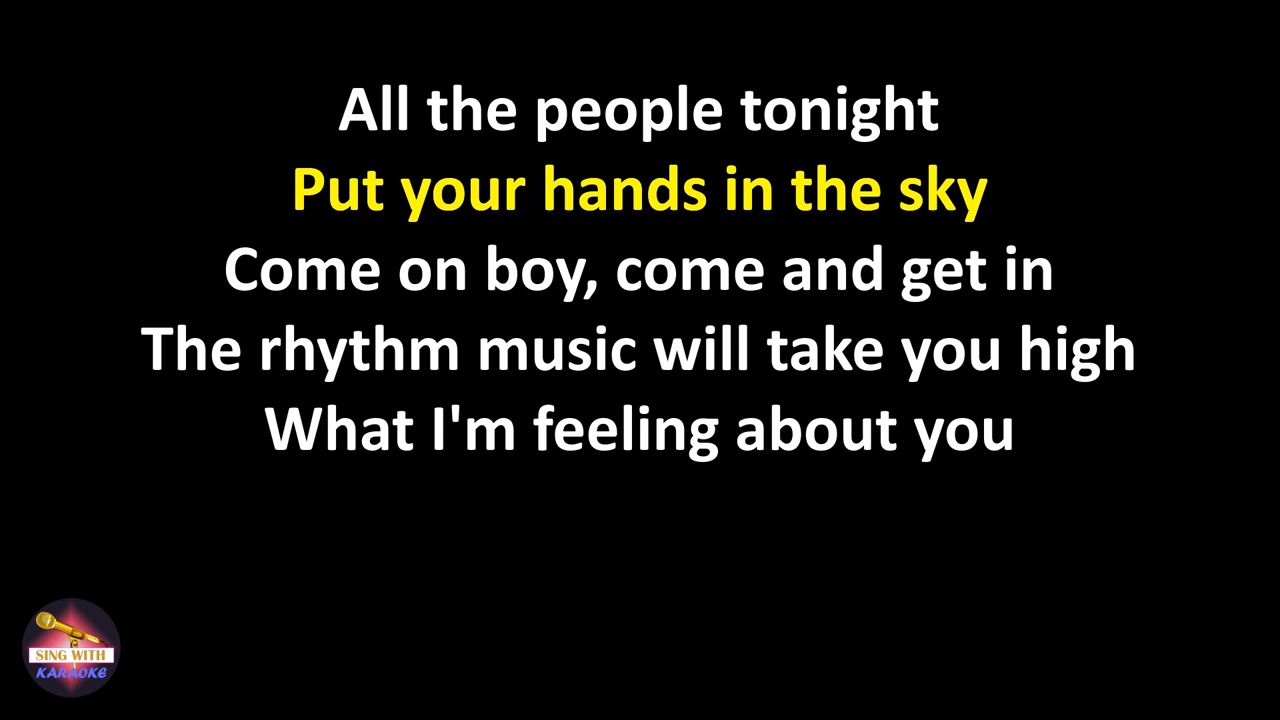 All the people tonight
Put your hands in the sky
Come on boy, come and get in
The rhythm music will take you high
What I'm feeling about you
SING WITH
KARAOKE